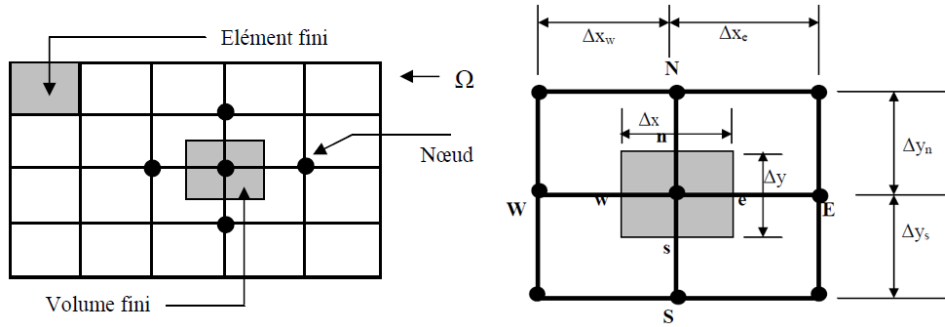 Elément fini
Ω
Nœud
Volume fini
Δxw
Δxe
N
Δx
n
Δyn
Δy
W
w
e
E
s
Δys
S